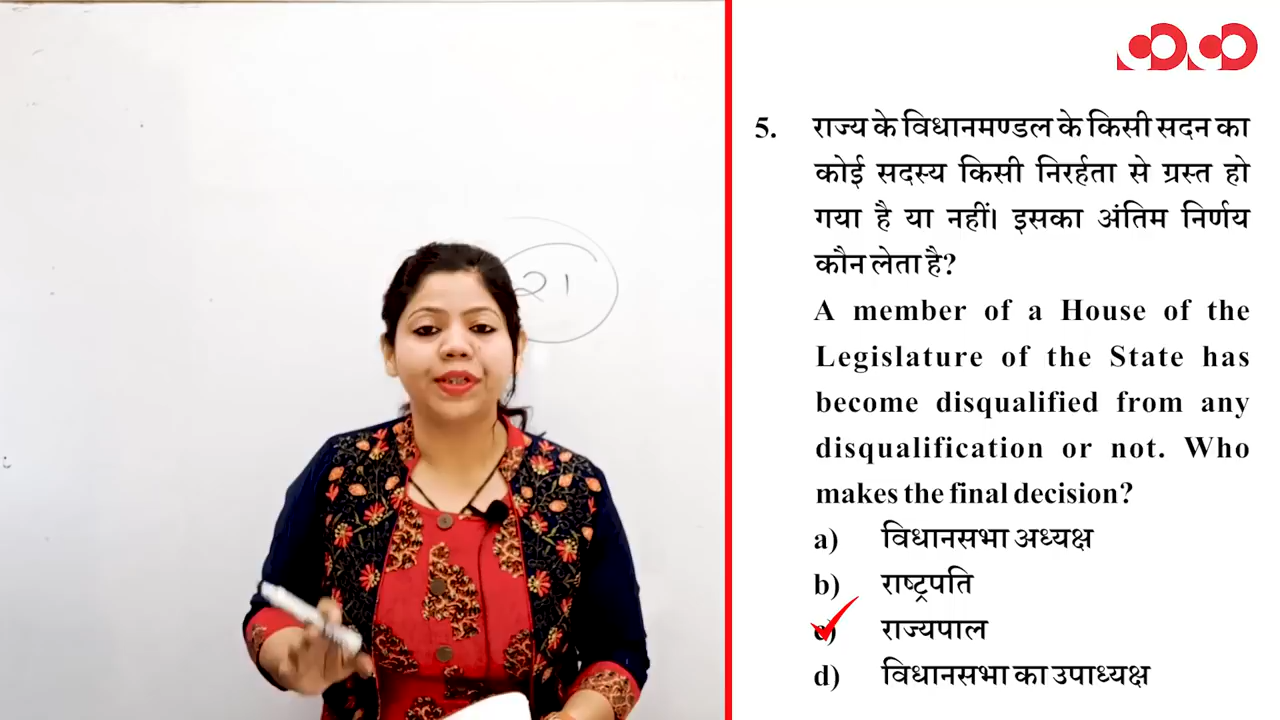 21
5. राज्य के विधानमण्डल के किसी सदन का
कोई सदस्य किसी निरर्हता से ग्रस्त हो
गया है या नहीं। इसका अंतिम निर्णय
कौन लेता है?
A member of a House of the
Legislature of the State has
become disqualified from any
disqualification or not. Who
makes the final decision?
a) विधानसभा अध्यक्ष
b) राष्ट्रपति
c) राज्यपाल
d) विधानसभा का उपाध्यक्ष